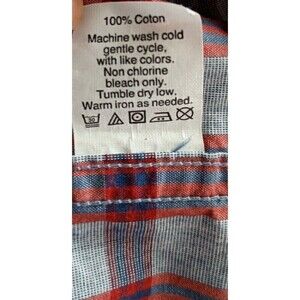 100% Coton
Machine wash cold
gentle cycle,
with like colors.
Non chlorine
bleach only.
Tumble dry low.
Warm iron as needed.